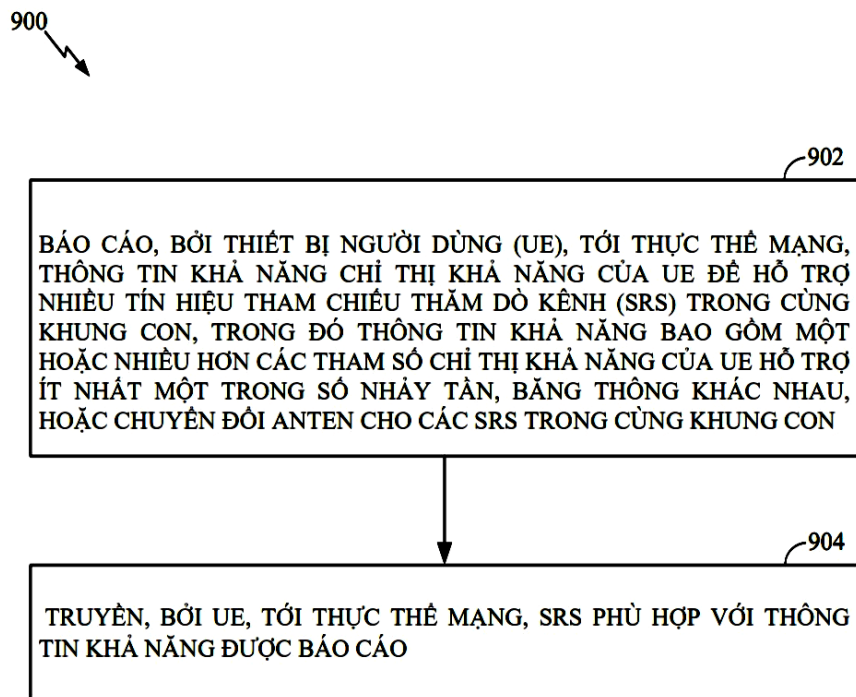 900
902
BÁO CÁO, BỞI THIẾT BỊ NGƯỜI DÙNG (UE), TỚI THỰC THỂ MẠNG,
THÔNG TIN KHẢ NĂNG CHỈ THỊ KHẢ NĂNG CỦA UE ĐỂ HỖ TRỢ
NHIỀU TÍN HIỆU THAM CHIẾU THĂM DÒ KÊNH (SRS) TRONG CÙNG
KHUNG CON, TRONG ĐÓ THÔNG TIN KHẢ NĂNG BAO GỒM MỘT
HOẶC NHIỀU HƠN CÁC THAM SỐ CHỈ THỊ KHẢ NĂNG CỦA UE HỖ TRỢ
ÍT NHẤT MỘT TRONG SỐ NHẢY TẦN, BĂNG THÔNG KHÁC NHAU,
HOẶC CHUYỂN ĐỔI ANTEN CHO CÁC SRS TRONG CÙNG KHUNG CON
904
TRUYỀN, BỞI UE, TỚI THỰC THỂ MẠNG, SRS PHÙ HỢP VỚI THÔNG
TIN KHẢ NĂNG ĐƯỢC BÁO CÁO